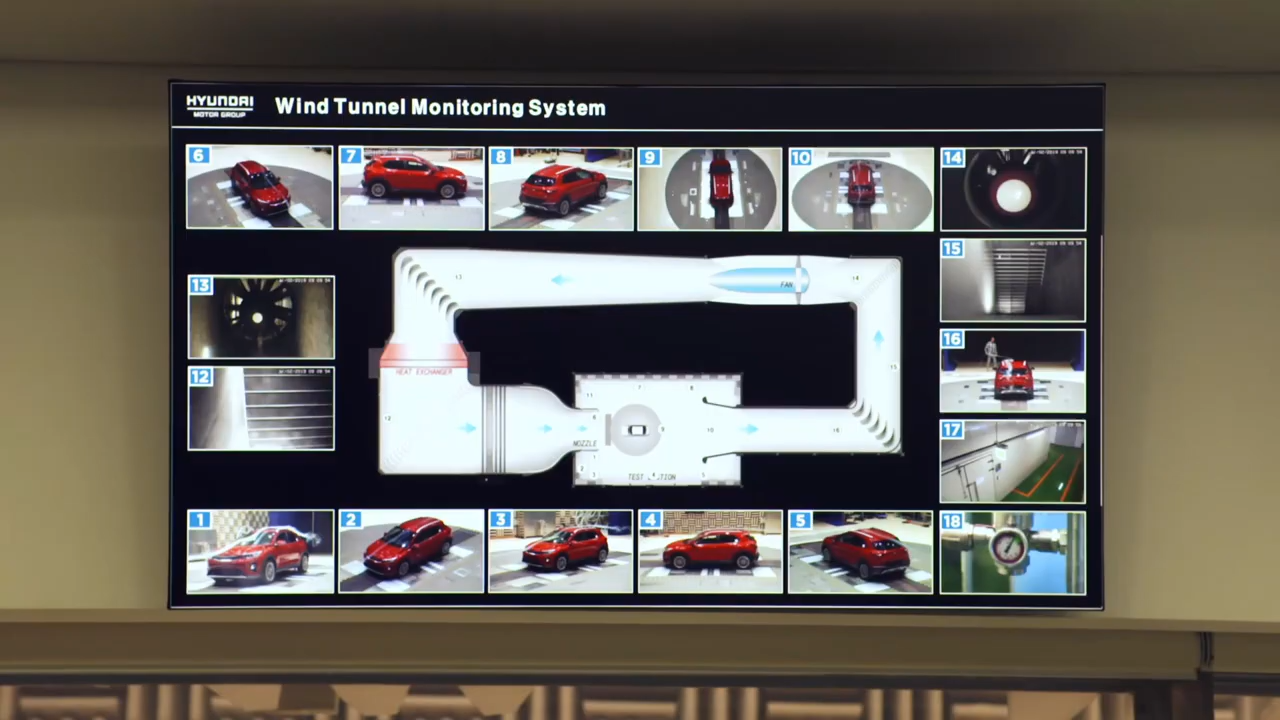 HYUNDAI
MOTOR GROUP
Wind Tunnel Monitoring System
6
7
8
9
10
14
13
15
12
16
17
FAN
HEAT EXCHANGER
NOZZLE
1
2
3
4
5
18